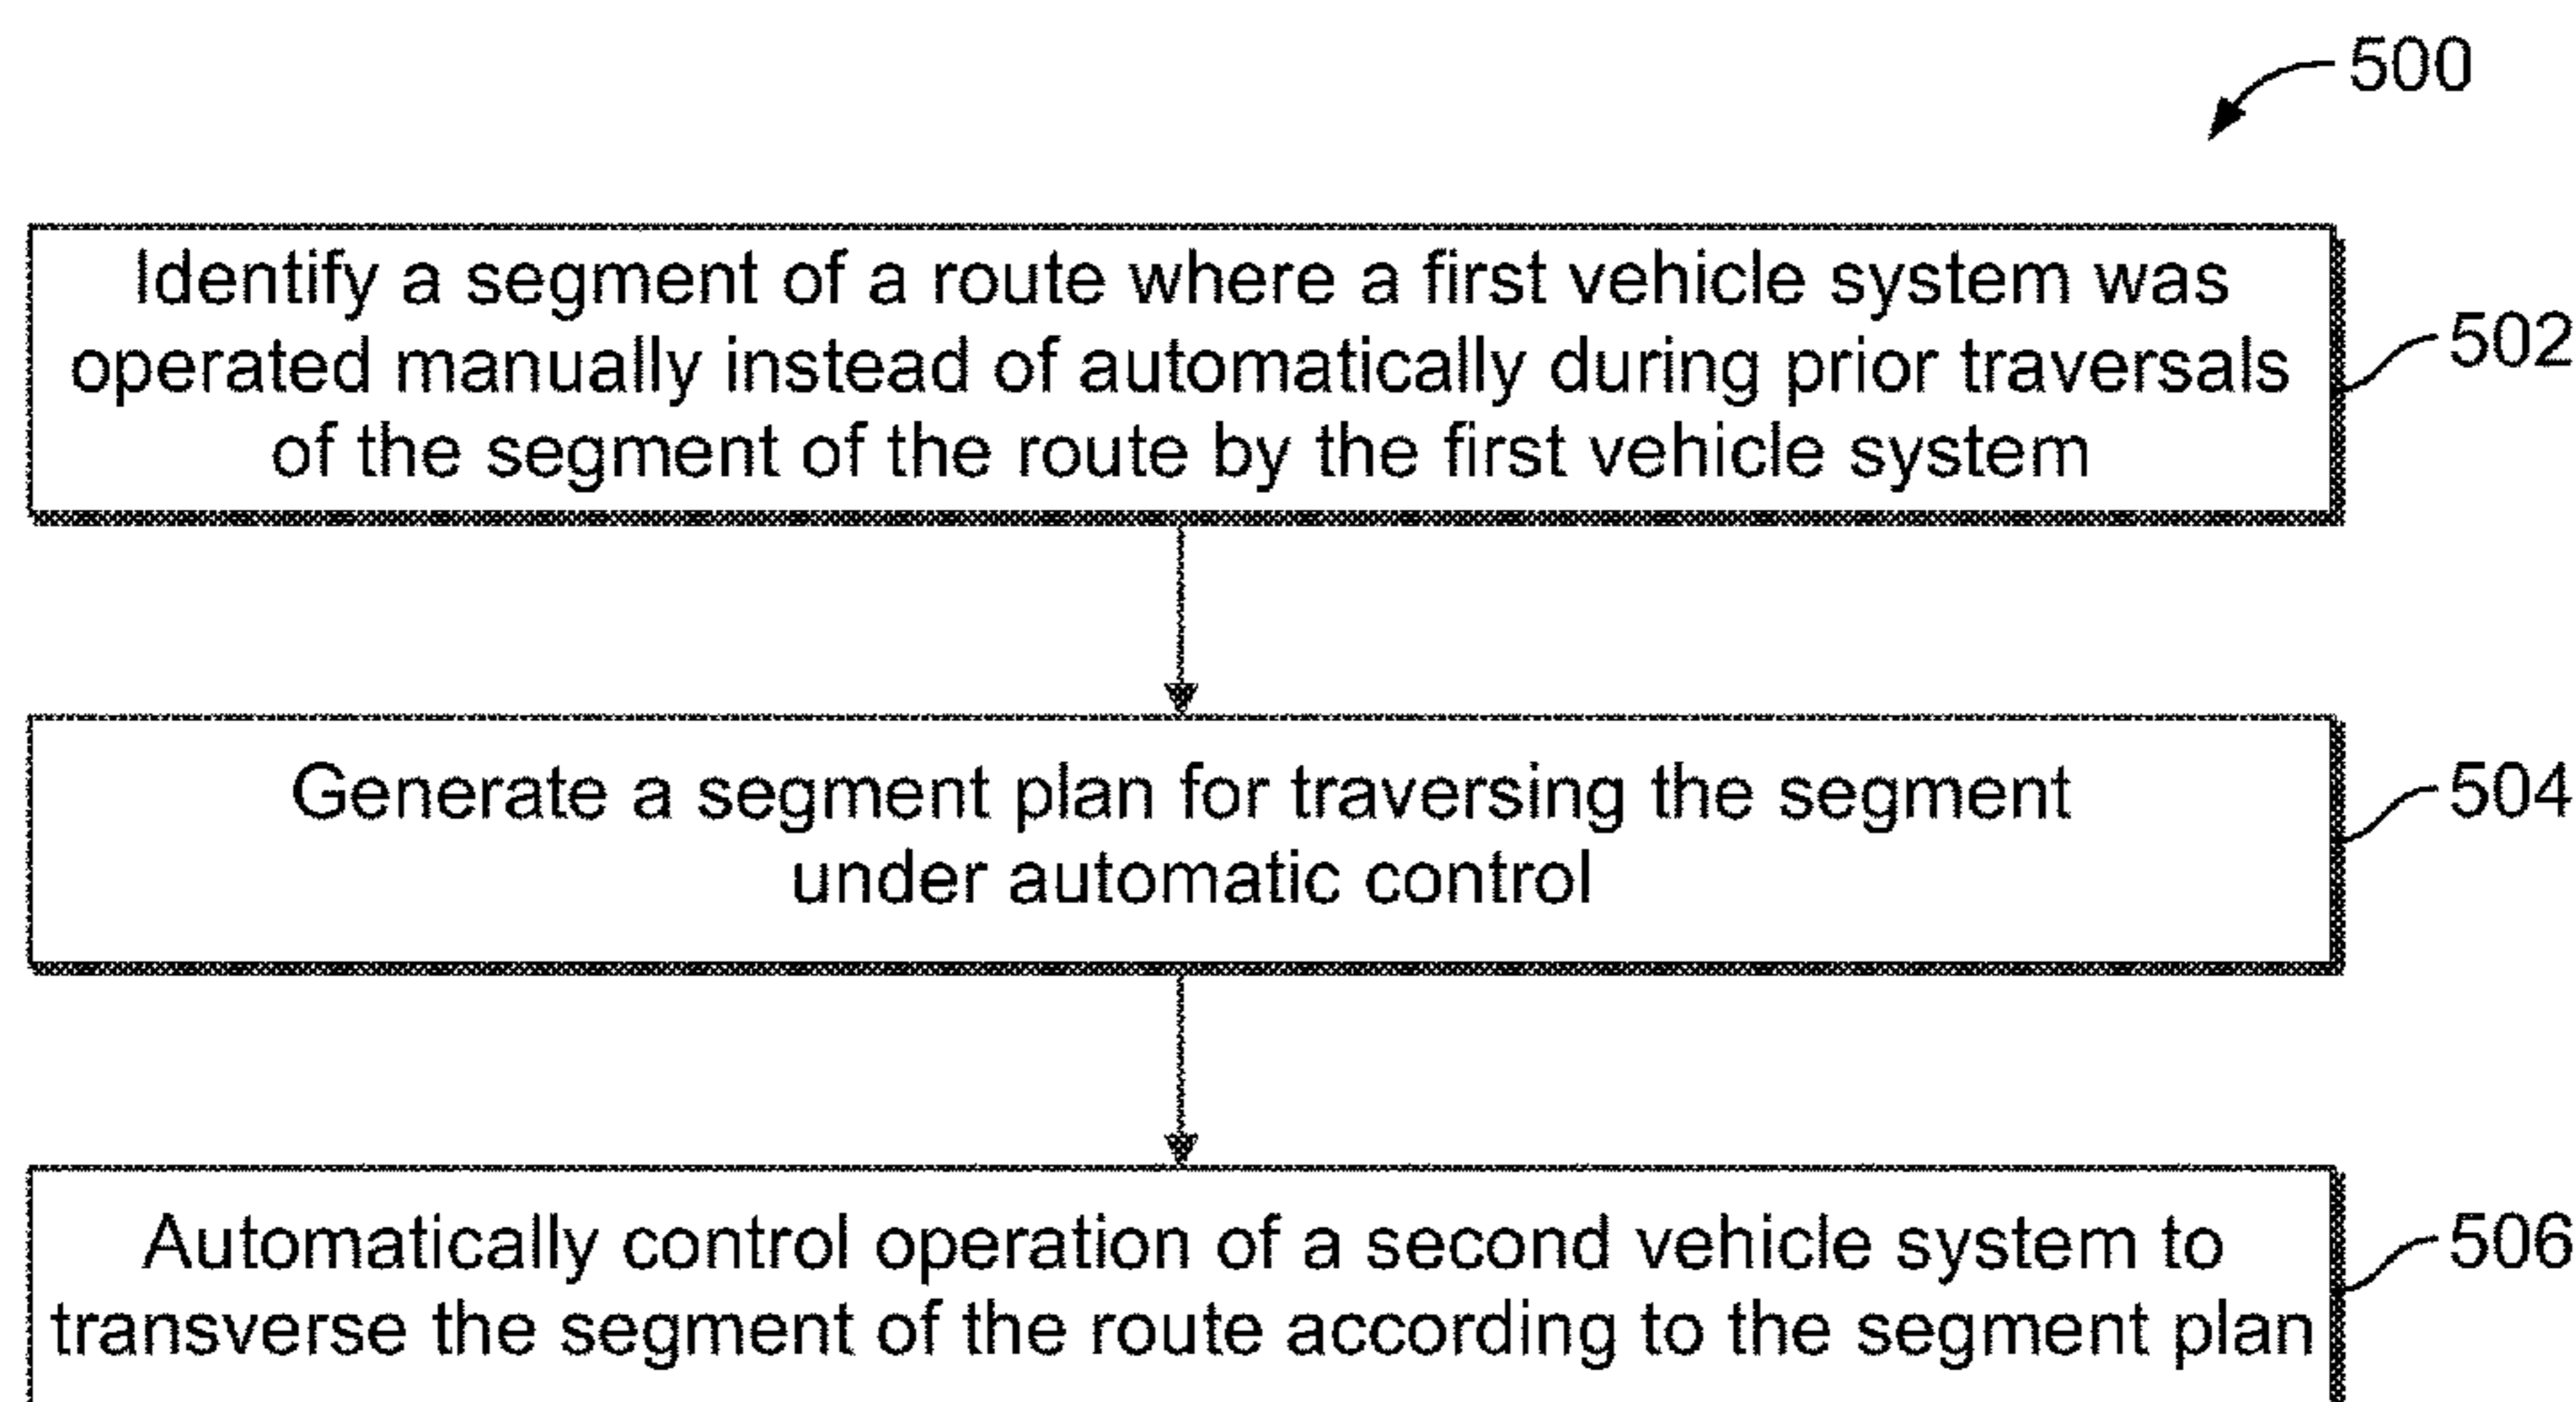 500
Identify a segment of a route where a first vehicle system was
operated manually instead of automatically during prior traversals
of the segment of the route by the first vehicle system
502
Generate a segment plan for traversing the segment
under automatic control
504
Automatically control operation of a second vehicle system to
transverse the segment of the route according to the segment plan
506